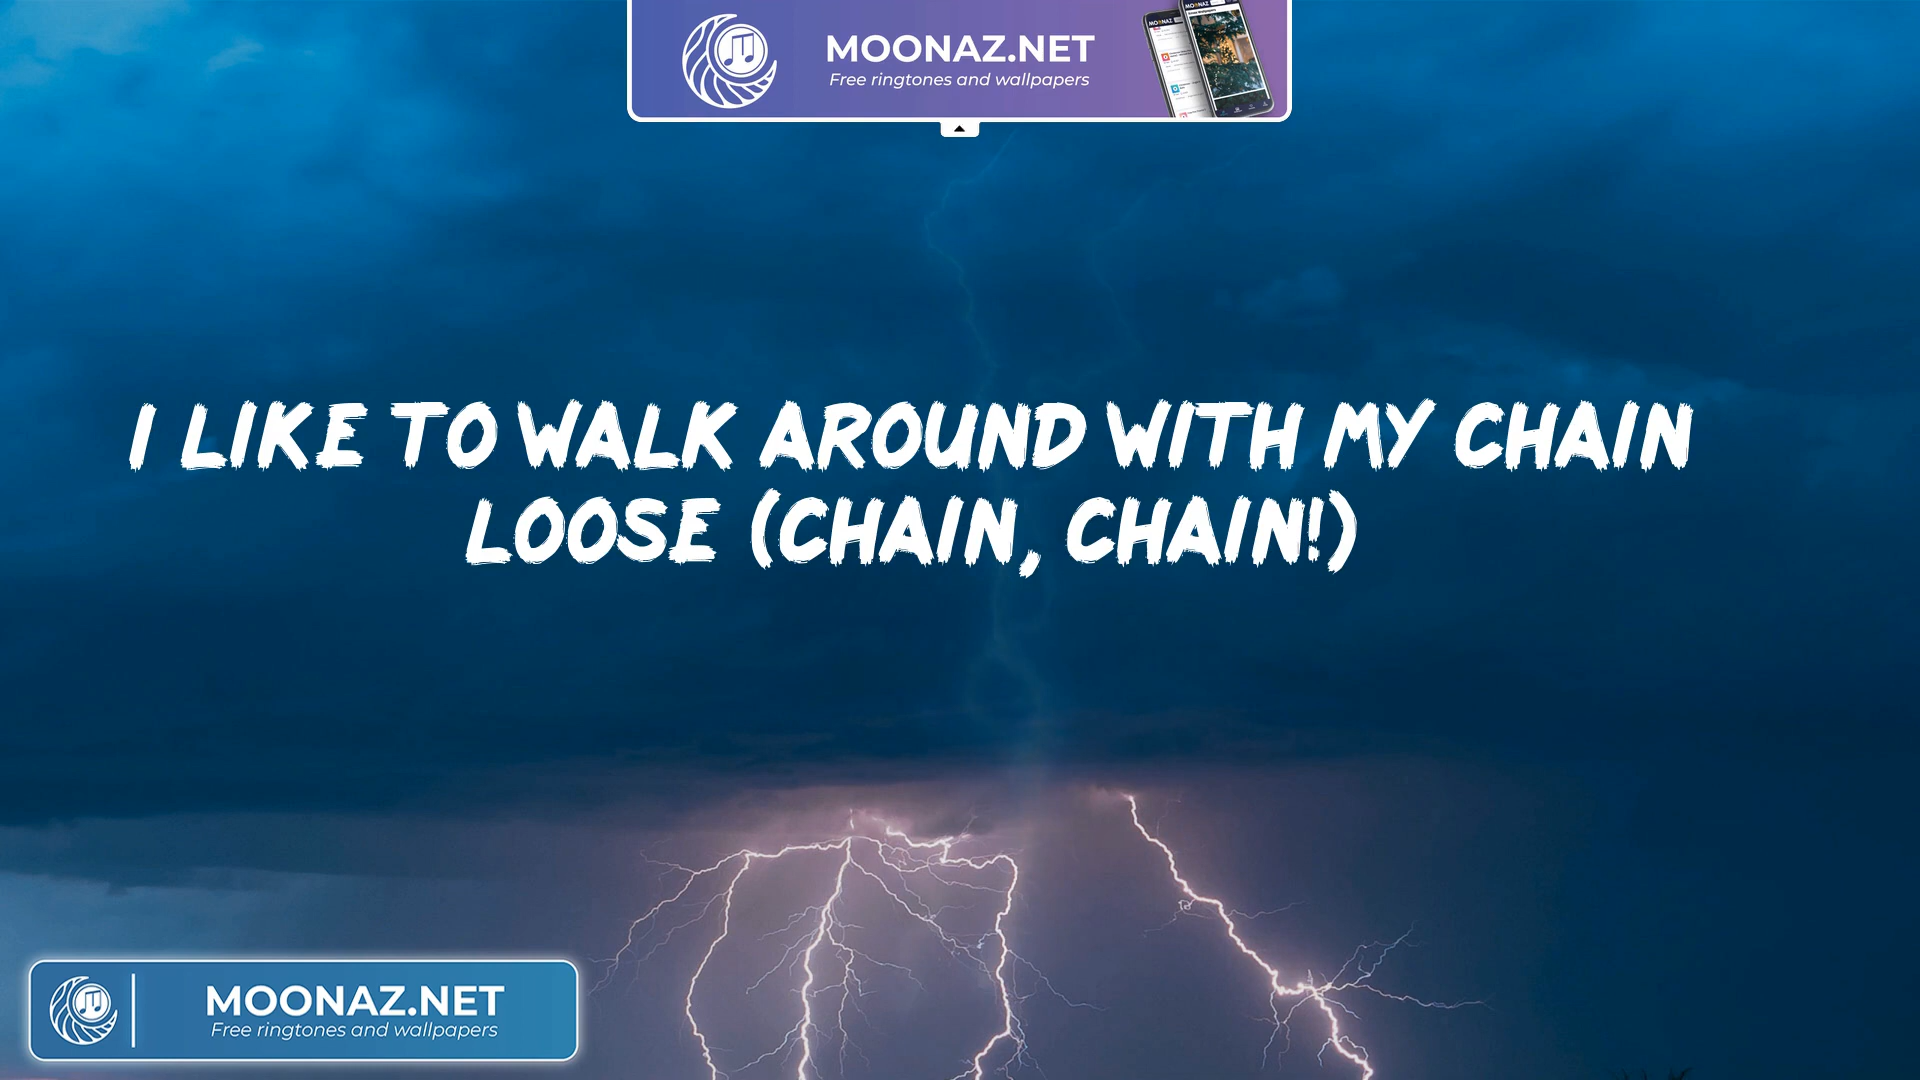 MOONAZ.NET
Free ringtones and wallpapers
I LIKE TO WALK AROUND WITH MY CHAIN
LOOSE (CHAIN, CHAIN!)
MOONAZ.NET
Free ringtones and wallpapers